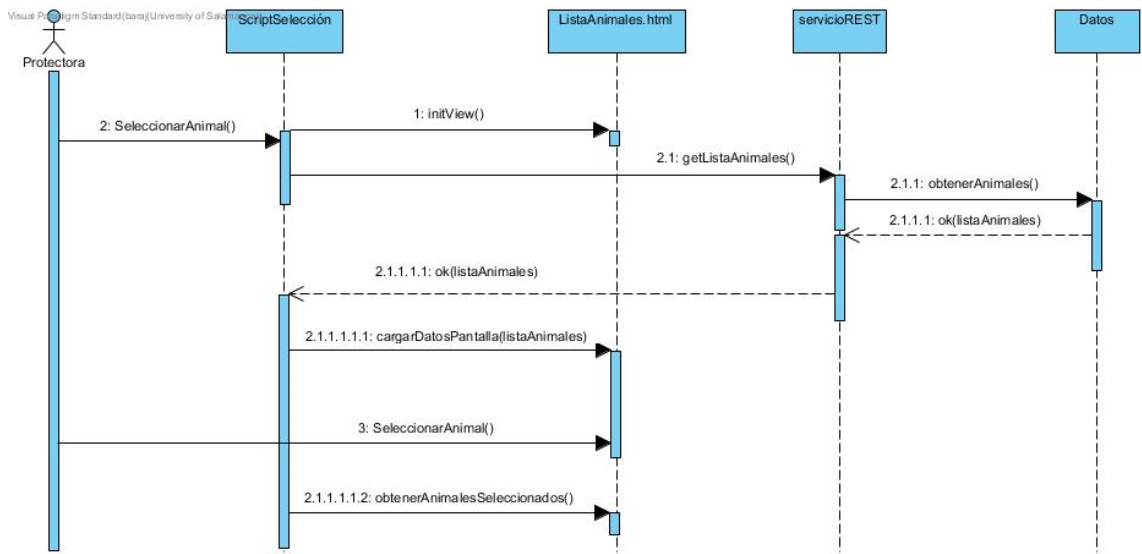 Visual Paradigm Standard(baraj(University of Salamanca))
ScriptSelección
ListaAnimales.html
servicioREST
Datos
Protectora
1: initView()
2: SeleccionarAnimal()
2.1: getListaAnimales()
2.1.1: obtenerAnimales()
2.1.1.1: ok(listaAnimales)
2.1.1.1.1: ok(listaAnimales)
2.1.1.1.1.1: cargarDatosPantalla(listaAnimales)
3: SeleccionarAnimal()
2.1.1.1.1.2: obtenerAnimalesSeleccionados()